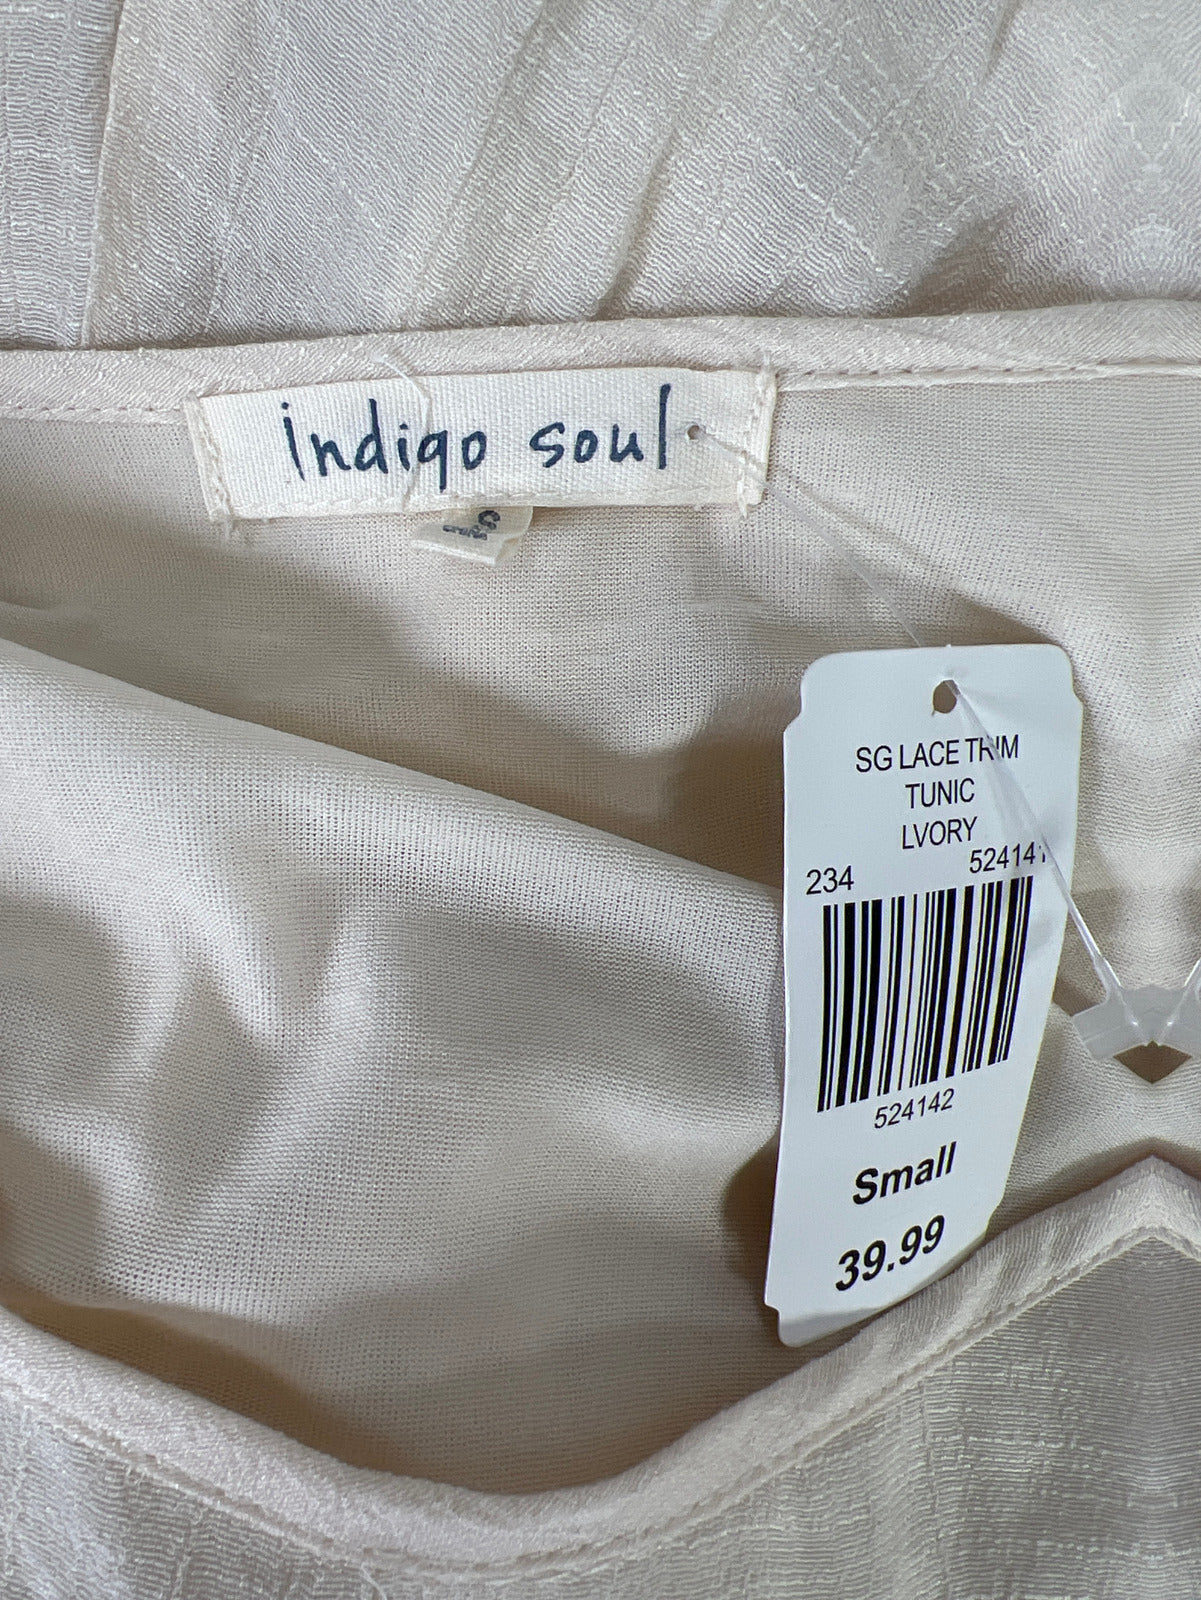 indigo soul
S
SG LACE TRIM
TUNIC
LVORY
234 524141
524142
Small
39.99